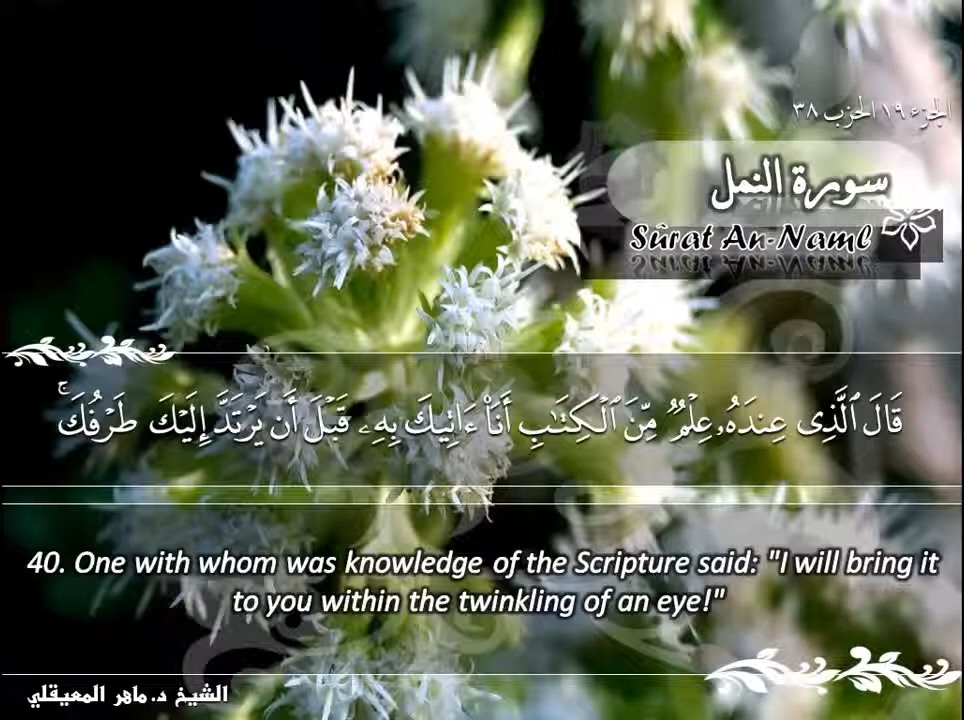 الجزء ١٩ الحزب ٣٨
سورة النمل
Sûrat An-Naml
قَالَ ٱلَّذِى عِندَهُۥ عِلْمٌ مِّنَ ٱلْكِتَٰبِ أَنَا۠ ءَاتِيكَ بِهِۦ قَبْلَ أَن يَرْتَدَّ إِلَيْكَ طَرْفُكَ ۚ
40. One with whom was knowledge of the Scripture said: "I will bring it
to you within the twinkling of an eye!"
الشيخ د. ماهر المعيقلي